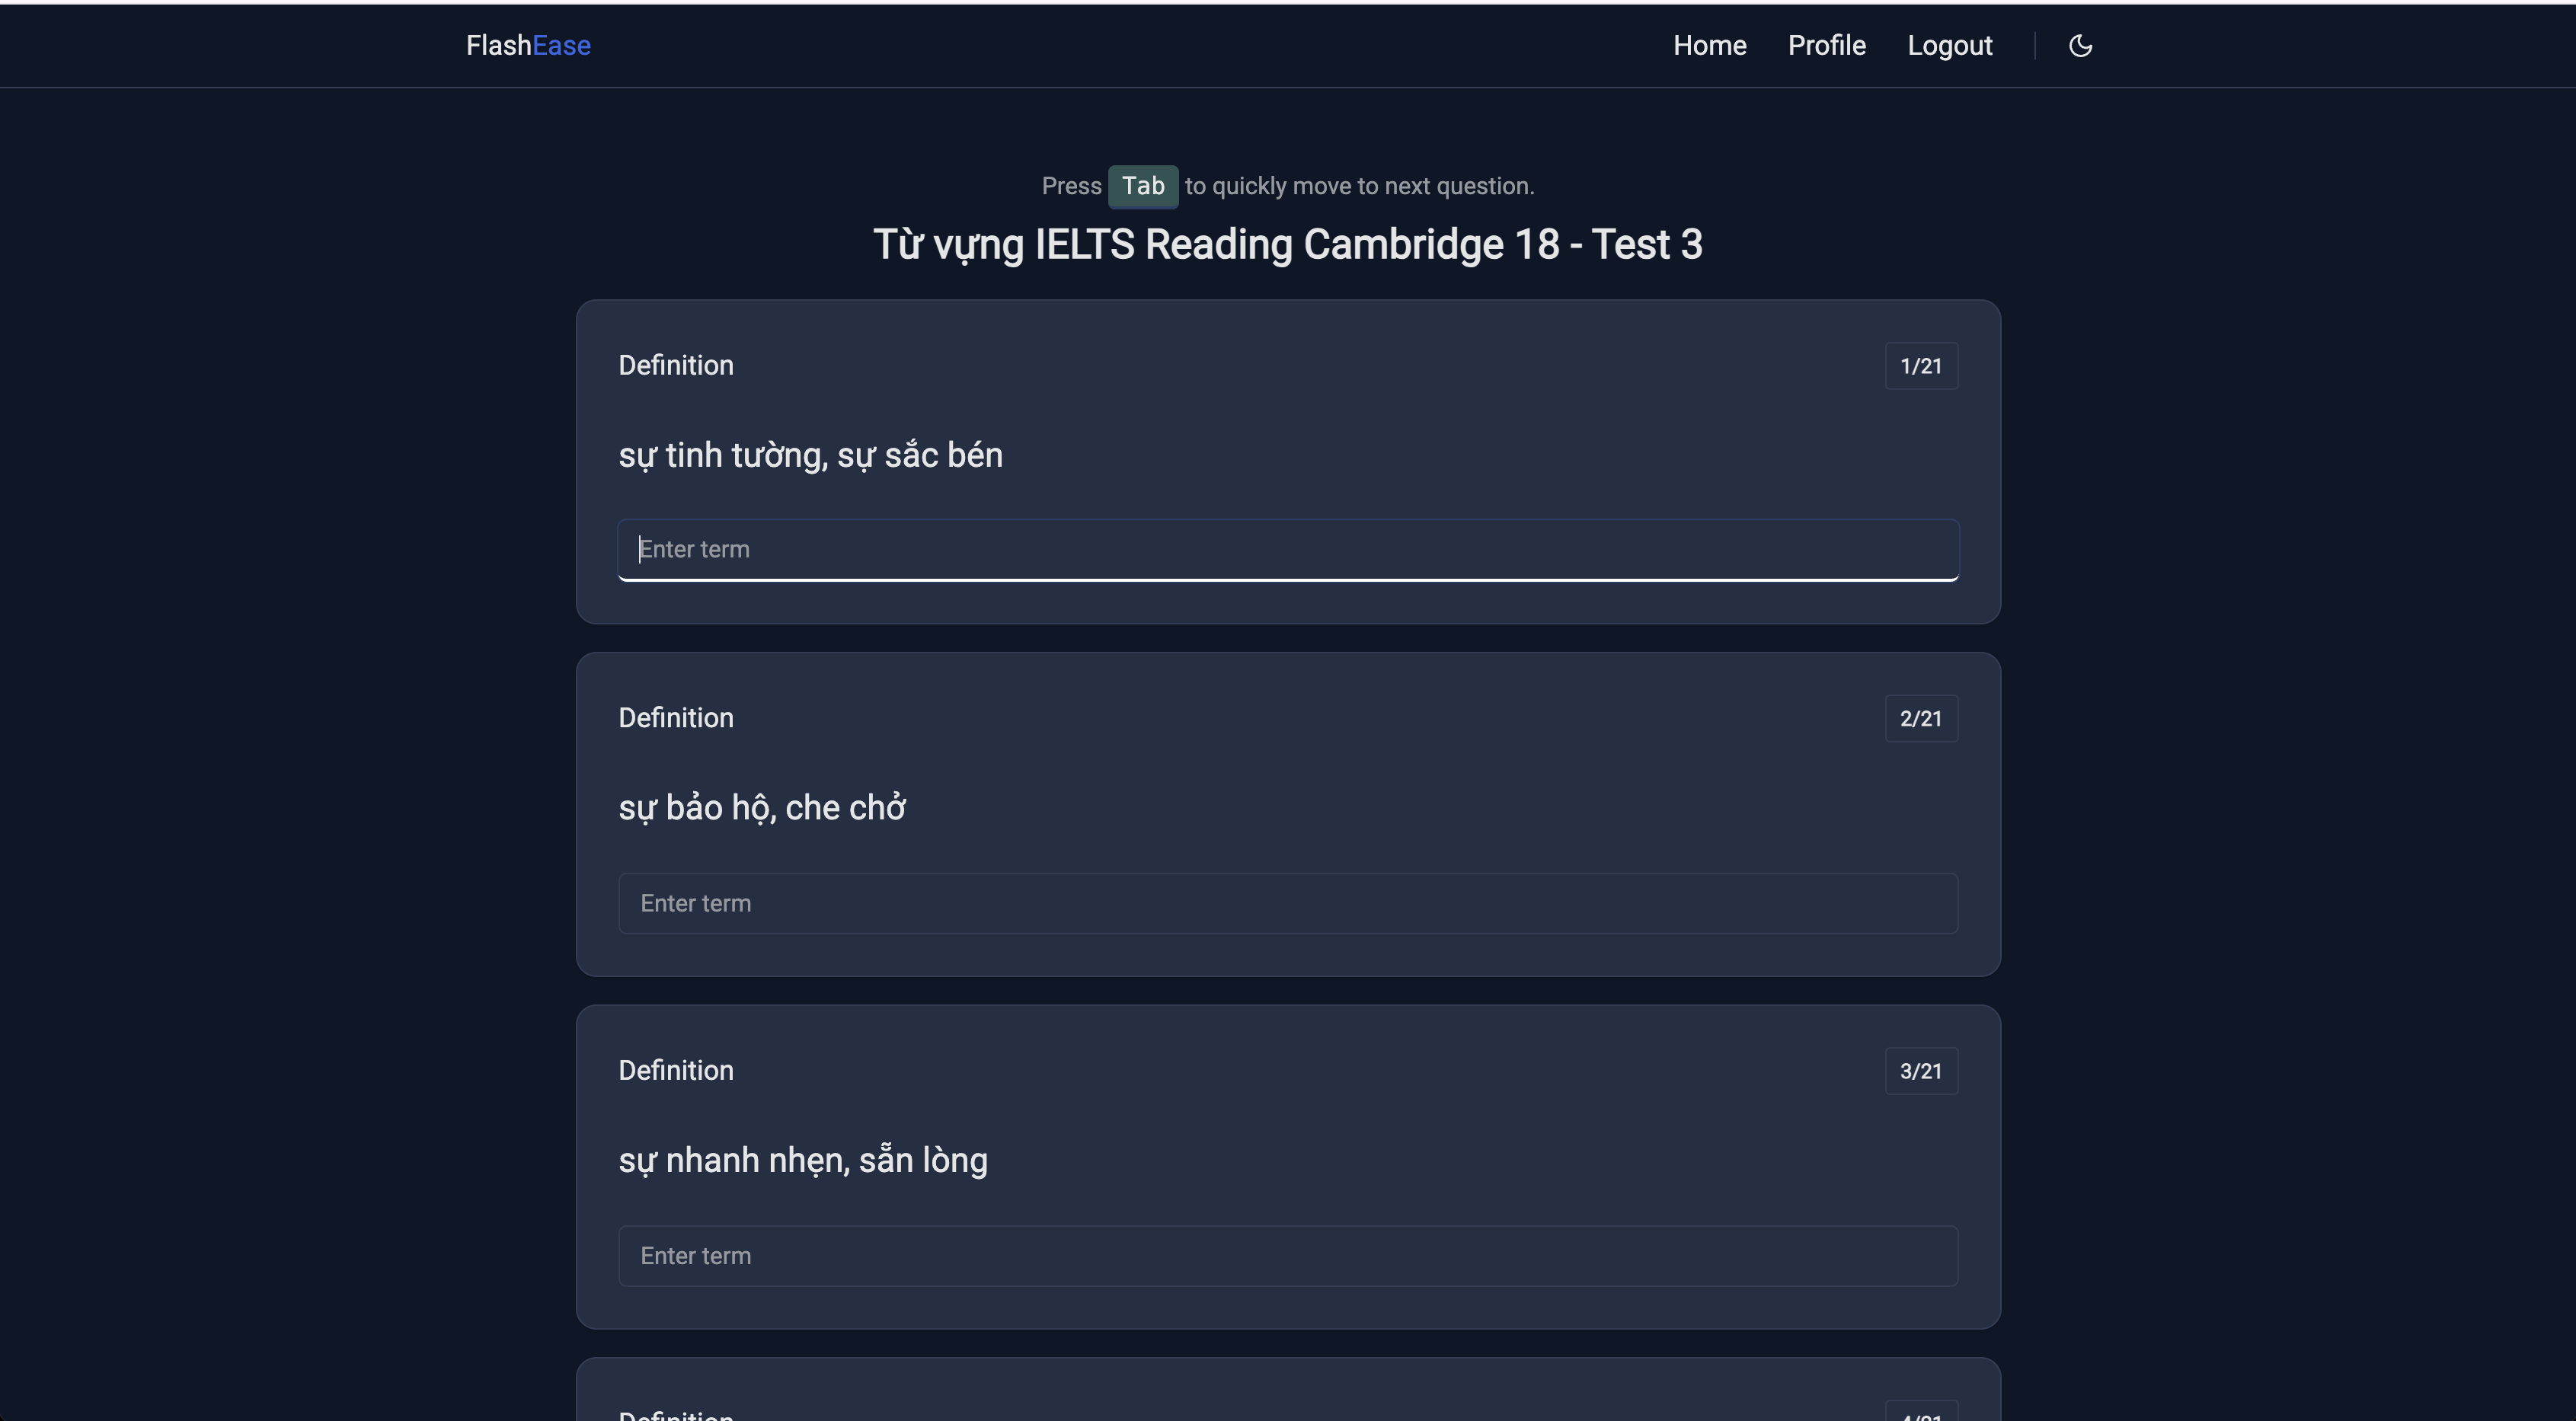 FlashEase
Home Profile Logout
Press Tab to quickly move to next question.
Từ vựng IELTS Reading Cambridge 18 - Test 3
Definition 1/21
sự tinh tường, sự sắc bén
Enter term
Definition 2/21
sự bảo hộ, che chở
Enter term
Definition 3/21
sự nhanh nhẹn, sẵn lòng
Enter term
Definition 4/21